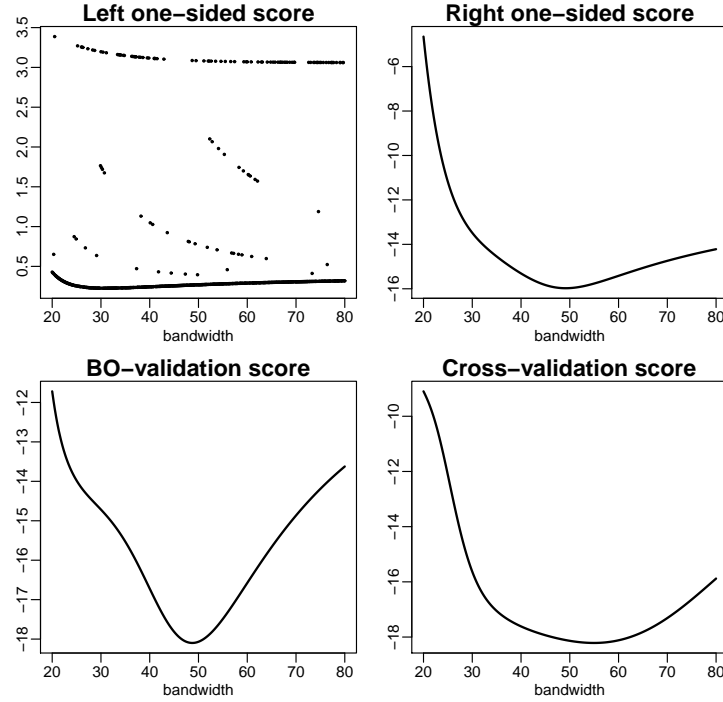 Left one−sided score
3.5
3.0
2.5
2.0
1.5
1.0
0.5
20 30 40 50 60 70 80
bandwidth
Right one−sided score
−6
−8
−10
−12
−14
−16
20 30 40 50 60 70 80
bandwidth
BO−validation score
−12
−13
−14
−15
−16
−17
−18
20 30 40 50 60 70 80
bandwidth
Cross−validation score
−10
−12
−14
−16
−18
20 30 40 50 60 70 80
bandwidth